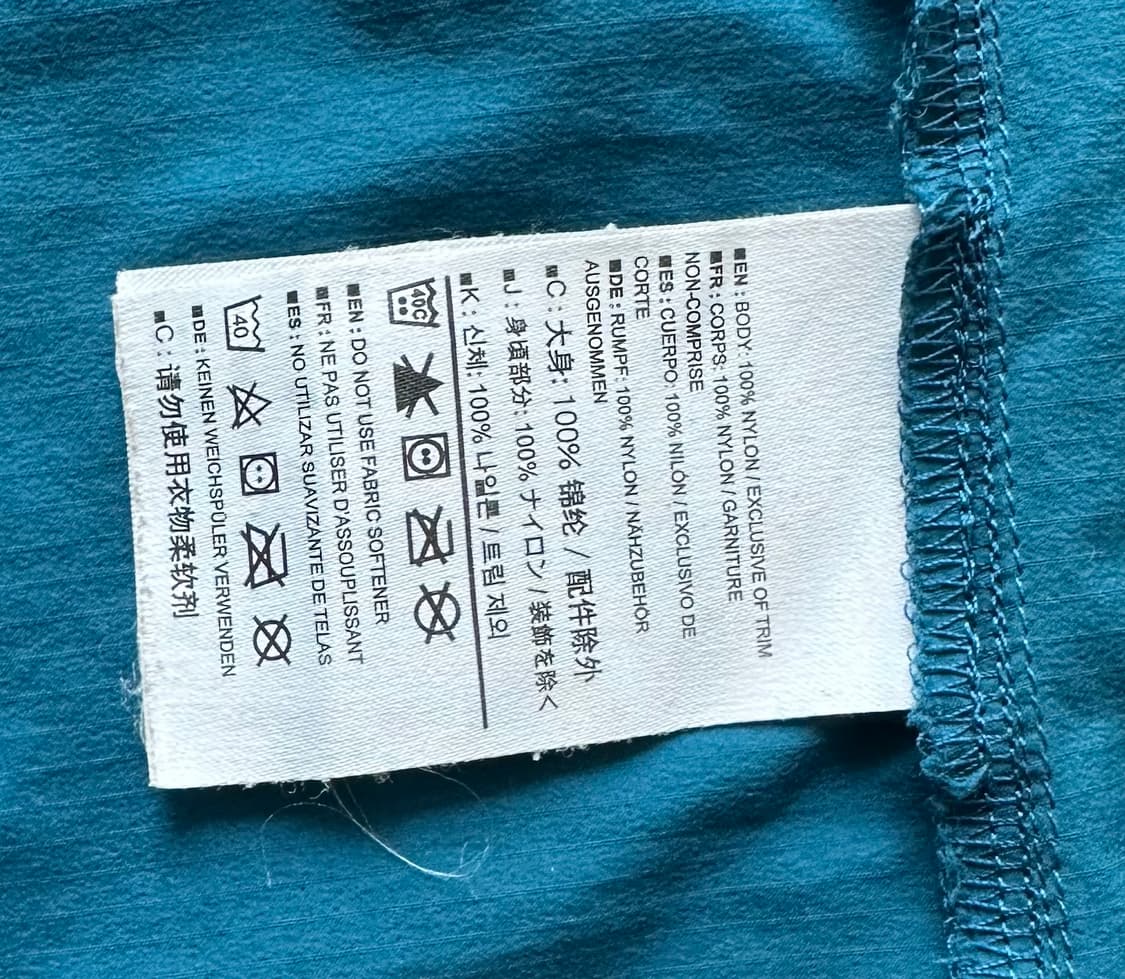 ■EN : BODY: 100% NYLON / EXCLUSIVE OF TRIM
■FR : CORPS: 100% NYLON / GARNITURE
NON-COMPRISE
■ES : CUERPO: 100% NILÓN / EXCLUSIVO DE
CORTE
■DE : RUMPF: 100% NYLON / NÄHZUBEHÖR
AUSGENOMMEN
■C : 大身: 100% 锦纶 / 配件除外
■J : 身頃部分: 100% ナイロン / 装飾を除く
■K : 신체: 100% 나일론 / 트림 제외
40C
■EN : DO NOT USE FABRIC SOFTENER
■FR : NE PAS UTILISER D'ASSOUPLISSANT
■ES : NO UTILIZAR SUAVIZANTE DE TELAS
40
■DE : KEINEN WEICHSPÜLER VERWENDEN
■C : 请勿使用衣物柔软剂